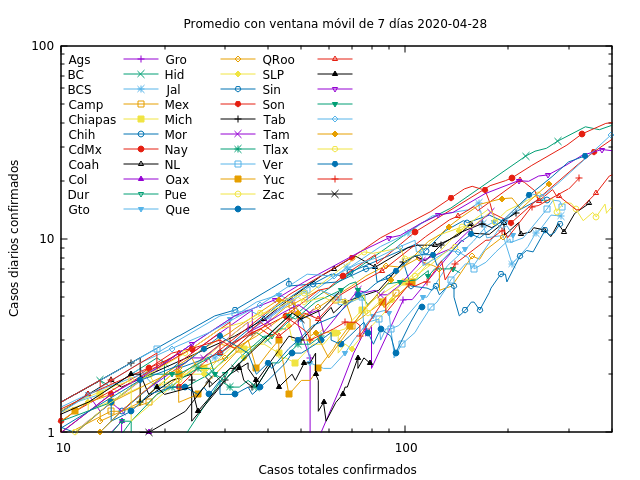 Promedio con ventana móvil de 7 días 2020-04-28
100
10
1
10
100
Casos diarios confirmados
Casos totales confirmados
Ags
BC
BCS
Camp
Chiapas
Chih
CdMx
Coah
Col
Dur
Gto
Gro
Hid
Jal
Mex
Mich
Mor
Nay
NL
Oax
Pue
Que
QRoo
SLP
Sin
Son
Tab
Tam
Tlax
Ver
Yuc
Zac